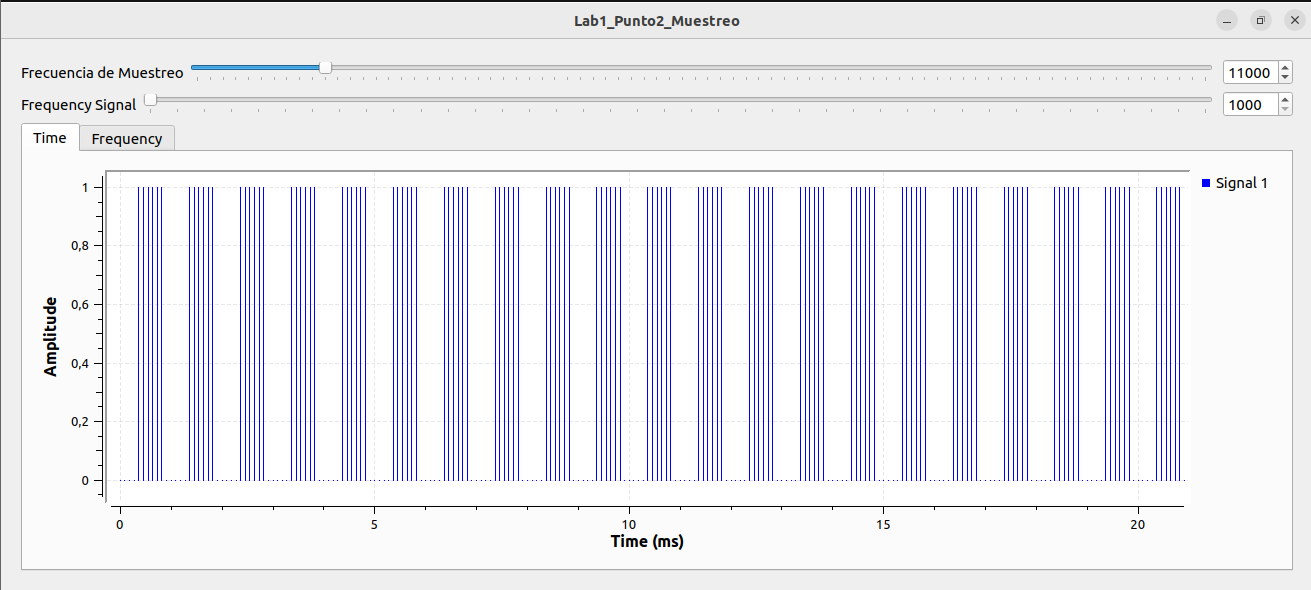 Lab1_Punto2_Muestreo
Frecuencia de Muestreo 11000
Frequency Signal 1000
Time Frequency
Signal 1
Amplitude
1
0,8
0,6
0,4
0,2
0
0 5 10 15 20
Time (ms)